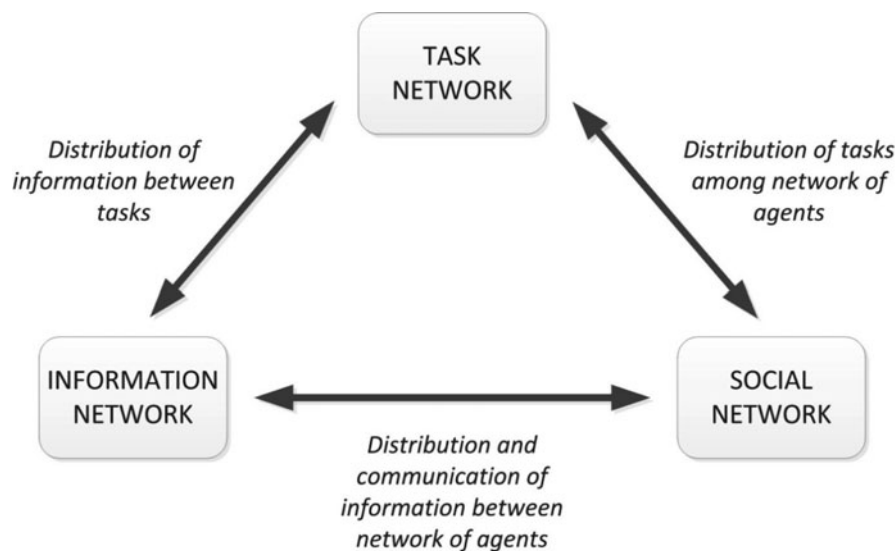 TASK
NETWORK
Distribution of
information between
tasks
Distribution of tasks
among network of
agents
INFORMATION
NETWORK
SOCIAL
NETWORK
Distribution and
communication of
information between
network of agents